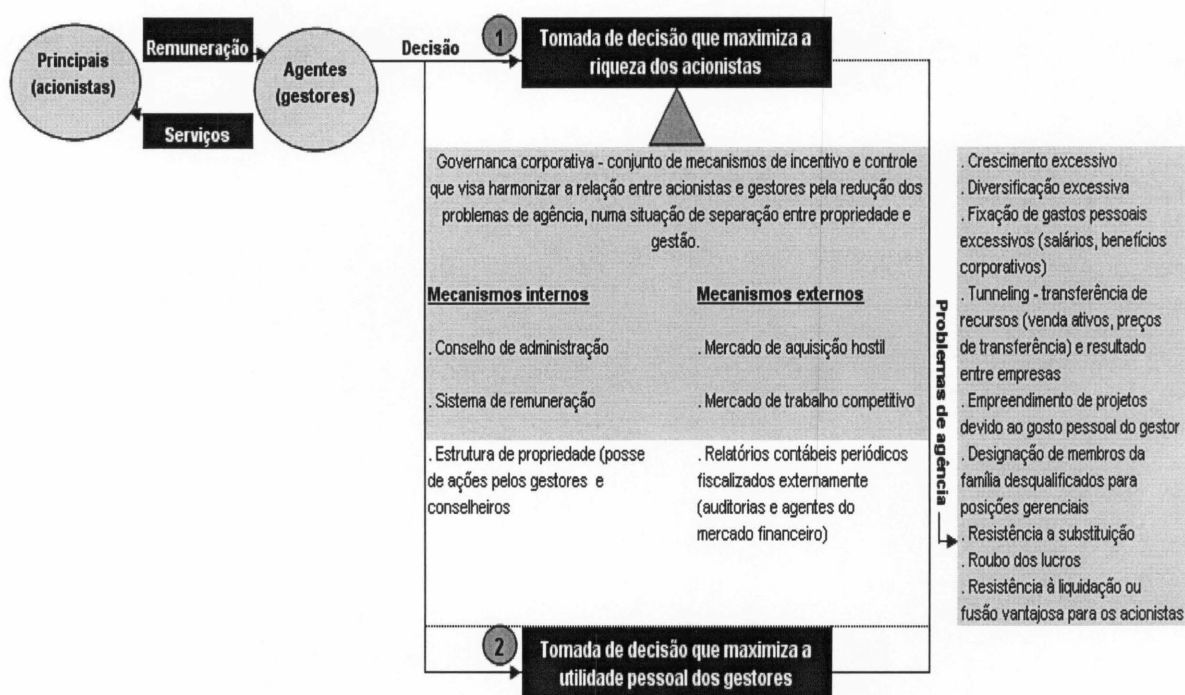 Principais
(acionistas)
Remuneração
Serviços
Agentes
(gestores)
Decisão
1
Tomada de decisão que maximiza a
riqueza dos acionistas
Governanca corporativa - conjunto de mecanismos de incentivo e controle
que visa harmonizar a relação entre acionistas e gestores pela redução dos
problemas de agência, numa situação de separação entre propriedade e
gestão.
Mecanismos internos
. Conselho de administração
. Sistema de remuneração
. Estrutura de propriedade (posse
de ações pelos gestores e
conselheiros
Mecanismos externos
. Mercado de aquisição hostil
. Mercado de trabalho competitivo
. Relatórios contábeis periódicos
fiscalizados externamente
(auditorias e agentes do
mercado financeiro)
Problemas de agência
. Crescimento excessivo
. Diversificação excessiva
. Fixação de gastos pessoais
excessivos (salários, benefícios
corporativos)
. Tunneling - transferência de
recursos (venda ativos, preços
de transferência) e resultado
entre empresas
. Empreendimento de projetos
devido ao gosto pessoal do gestor
. Designação de membros da
família desqualificados para
posições gerenciais
. Resistência a substituição
. Roubo dos lucros
. Resistência à liquidação ou
fusão vantajosa para os acionistas
2
Tomada de decisão que maximiza a
utilidade pessoal dos gestores